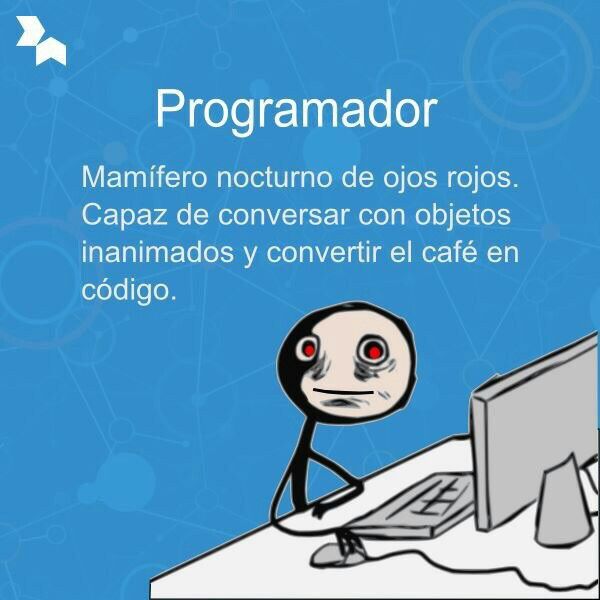 Programador
Mamífero nocturno de ojos rojos.
Capaz de conversar con objetos
inanimados y convertir el café en
código.